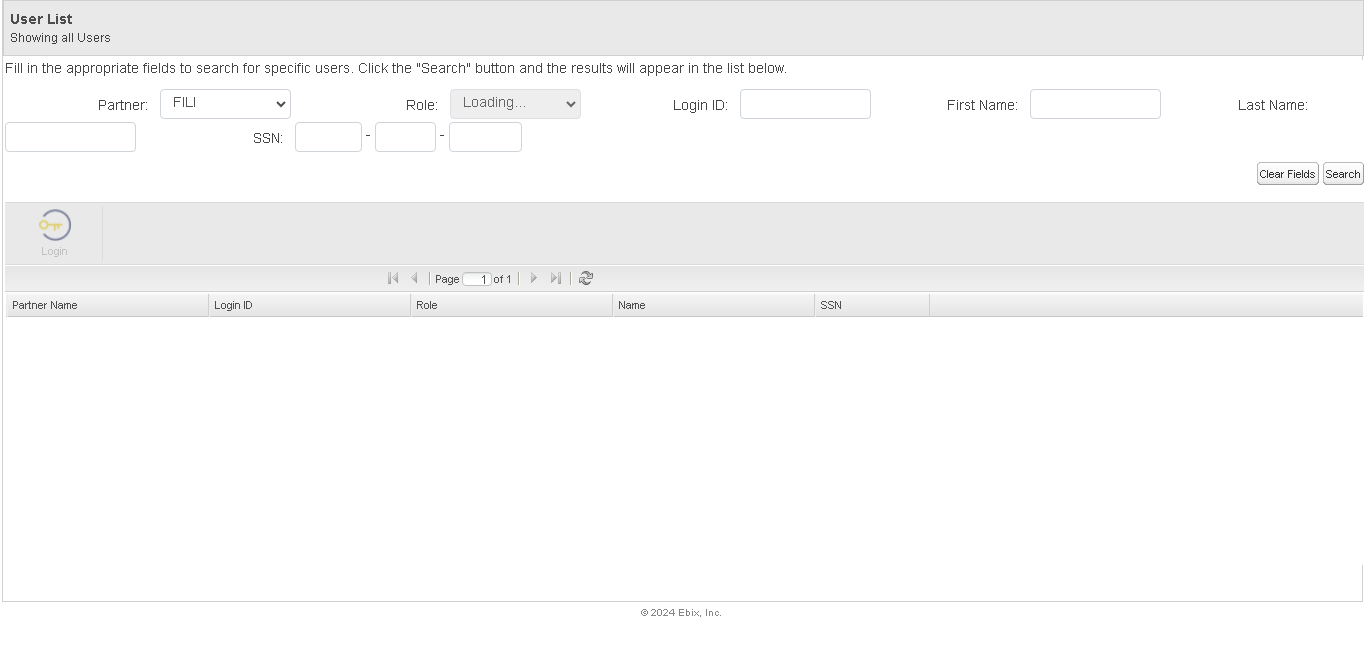 User List
Showing all Users
Fill in the appropriate fields to search for specific users. Click the "Search" button and the results will appear in the list below.
Partner: FILI Role: Loading... Login ID: First Name: Last Name:
SSN: - -
Clear Fields Search
Login
Page 1 of 1
Partner Name Login ID Role Name SSN
© 2024 Ebix, Inc.